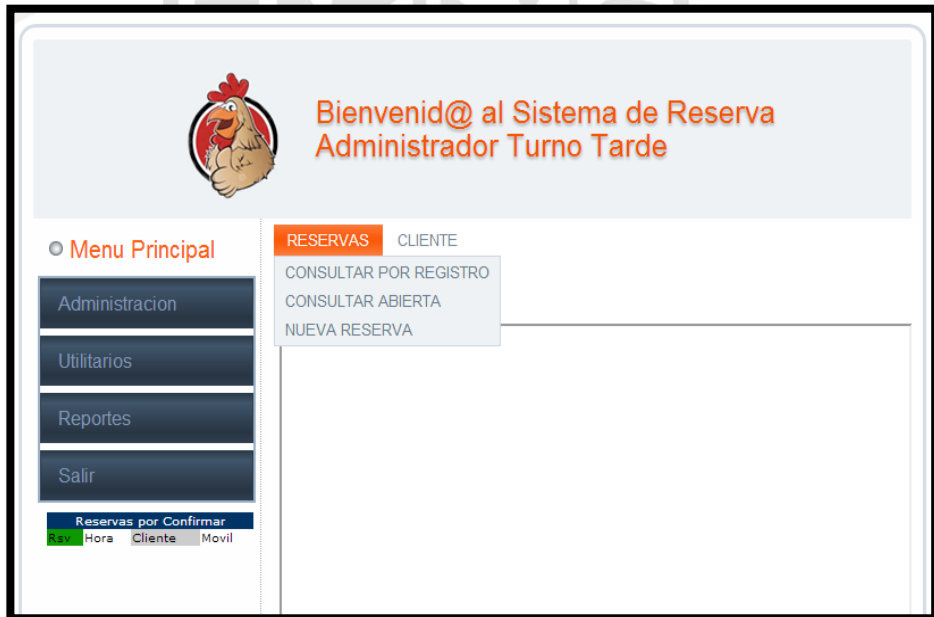 Bienvenid@ al Sistema de Reserva
Administrador Turno Tarde
Menu Principal
Administracion
Utilitarios
Reportes
Salir
Reservas por Confirmar
Rsv Hora Cliente Movil
RESERVAS CLIENTE
CONSULTAR POR REGISTRO
CONSULTAR ABIERTA
NUEVA RESERVA